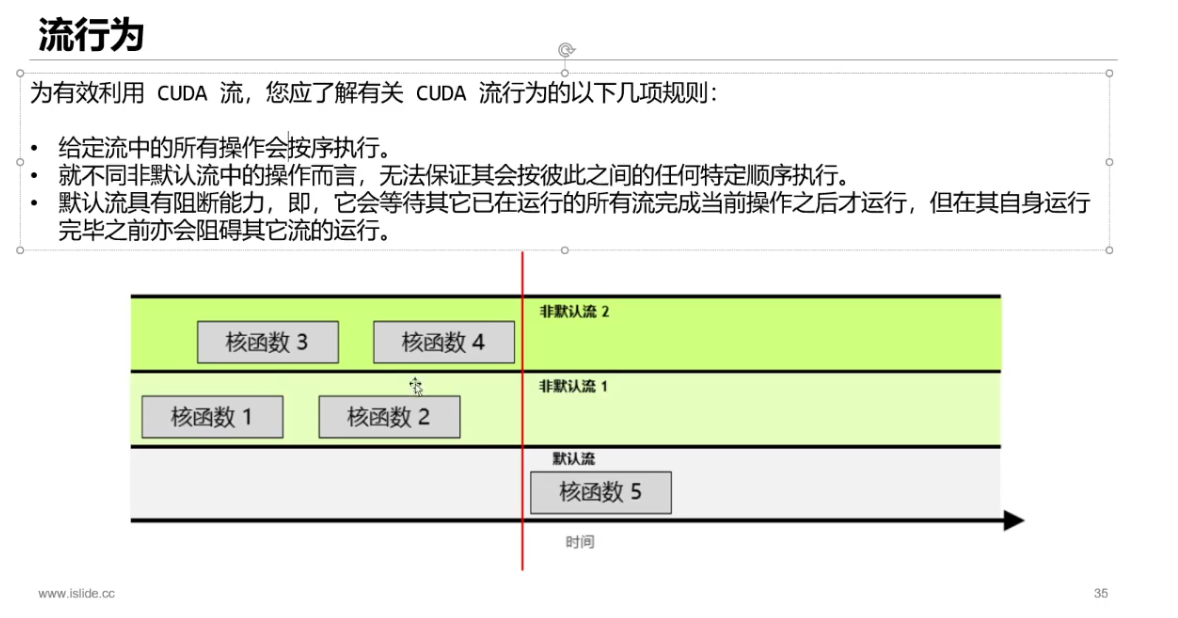 流行为
为有效利用 CUDA 流，您应了解有关 CUDA 流行为的以下几项规则：
• 给定流中的所有操作会按序执行。
• 就不同非默认流中的操作而言，无法保证其会按彼此之间的任何特定顺序执行。
• 默认流具有阻断能力，即，它会等待其它已在运行的所有流完成当前操作之后才运行，但在其自身运行
完毕之前亦会阻碍其它流的运行。
非默认流 2
核函数 3
核函数 4
非默认流 1
核函数 1
核函数 2
默认流
核函数 5
时间
www.islide.cc
35